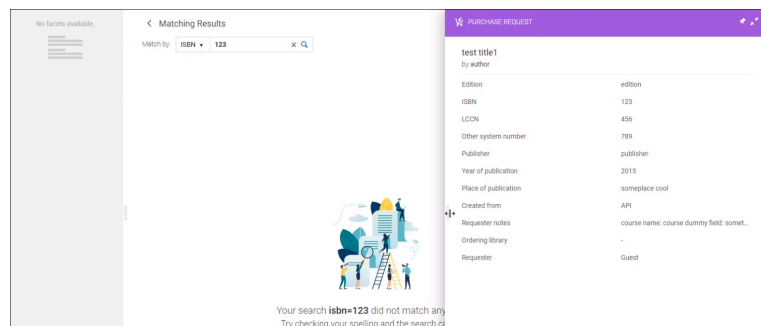 No facets available.
< Matching Results
Match by: ISBN 123
PURCHASE REQUEST
test title1
by author
Edition edition
ISBN 123
LCCN 456
Other system number 789
Publisher publisher
Year of publication 2015
Place of publication someplace cool
Created from API
Requester notes course name: course dummy field: somet...
Ordering library -
Requester Guest
Your search isbn=123 did not match any
Try checking your spelling and the search